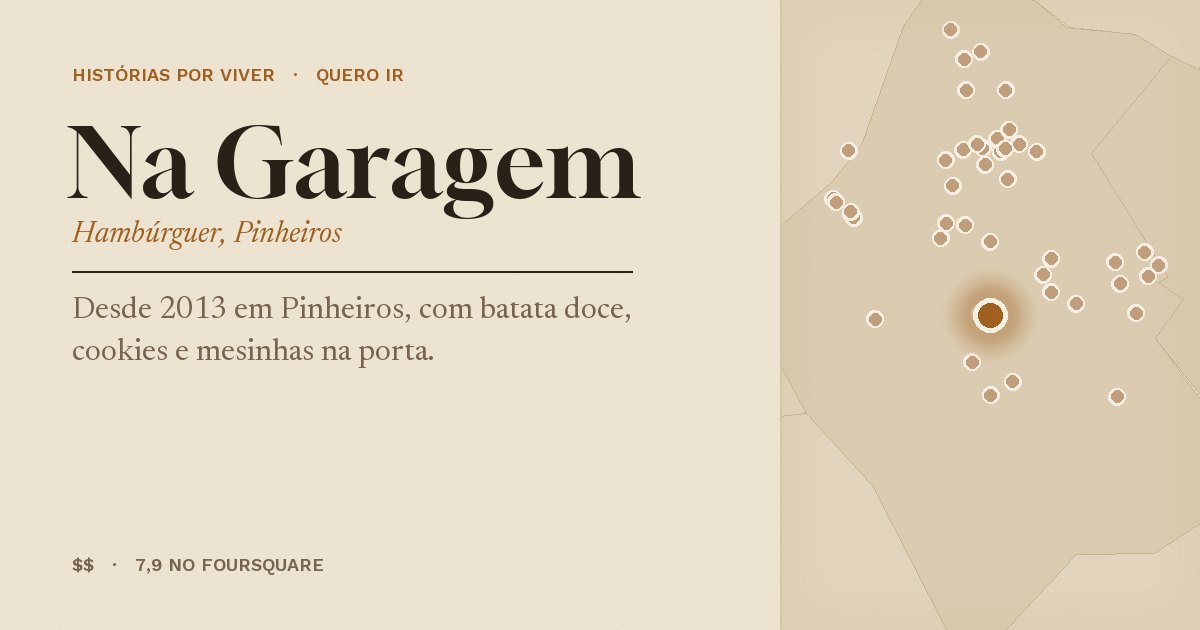 HISTÓRIAS POR VIVER · QUERO IR
Na Garagem
Hambúrguer, Pinheiros
Desde 2013 em Pinheiros, com batata doce,
cookies e mesinhas na porta.
$$ · 7,9 NO FOURSQUARE